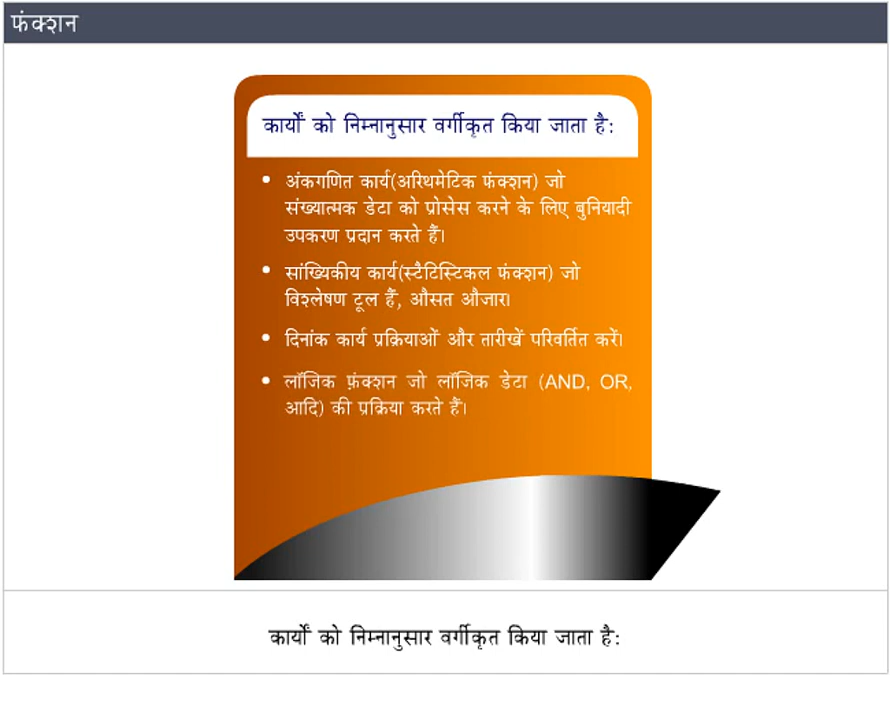 फंक्शन
कार्यों को निम्नानुसार वर्गीकृत किया जाता है:
• अंकगणित कार्य(अरिथमेटिक फंक्शन) जो
संख्यात्मक डेटा को प्रोसेस करने के लिए बुनियादी
उपकरण प्रदान करते हैं।
• सांख्यिकीय कार्य(स्टैटिस्टिकल फंक्शन) जो
विश्लेषण टूल हैं, औसत औजार।
• दिनांक कार्य प्रक्रियाओं और तारीखें परिवर्तित करें।
• लॉजिक फ़ंक्शन जो लॉजिक डेटा (AND, OR,
आदि) की प्रक्रिया करते हैं।
कार्यों को निम्नानुसार वर्गीकृत किया जाता है: